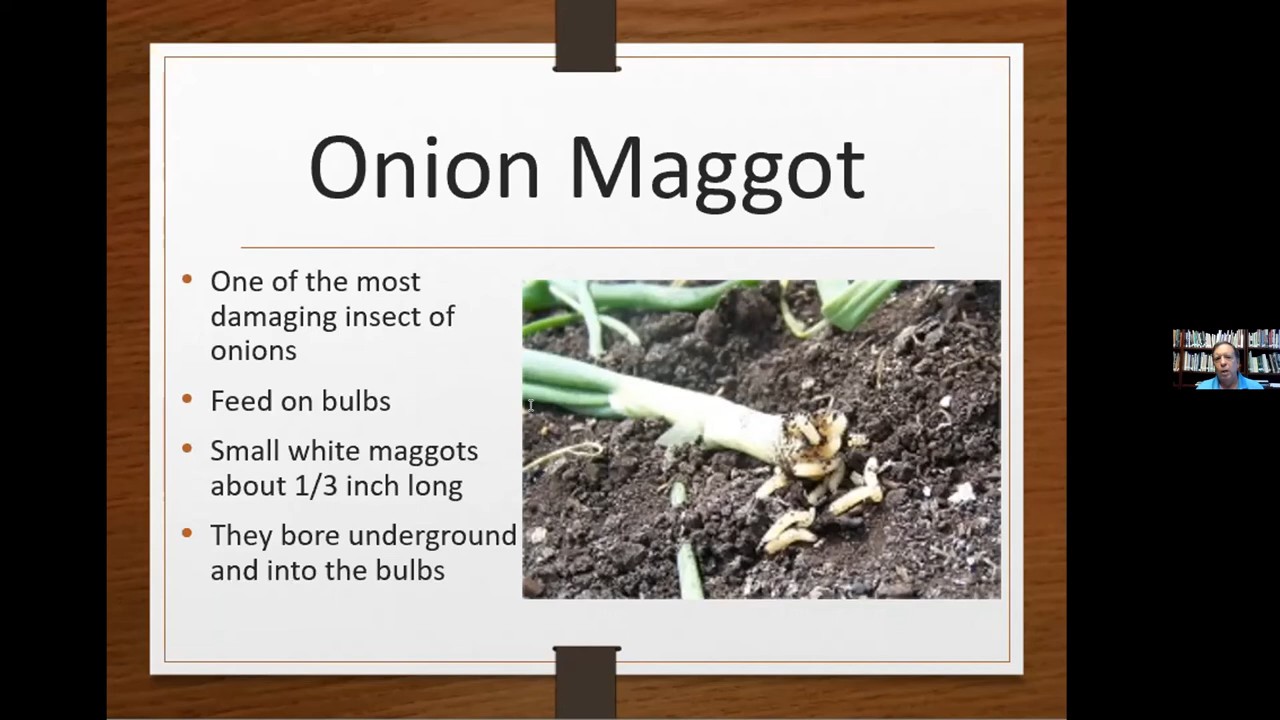 Onion Maggot
• One of the most
damaging insect of
onions
• Feed on bulbs
• Small white maggots
about 1/3 inch long
• They bore underground
and into the bulbs